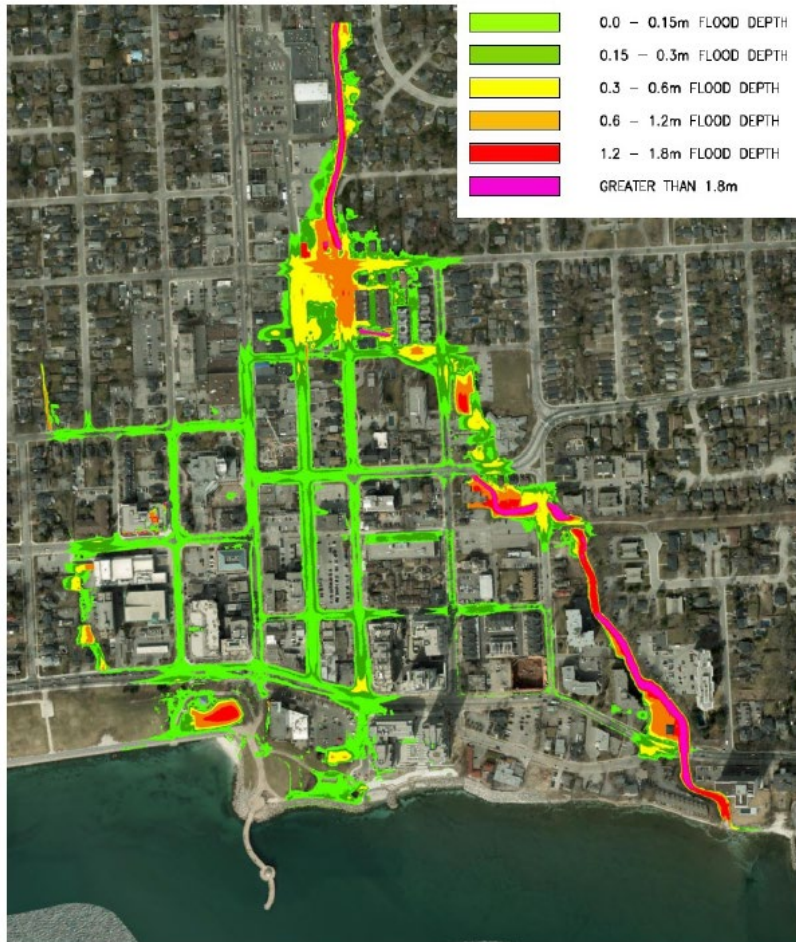 0.0 – 0.15m FLOOD DEPTH
0.15 – 0.3m FLOOD DEPTH
0.3 – 0.6m FLOOD DEPTH
0.6 – 1.2m FLOOD DEPTH
1.2 – 1.8m FLOOD DEPTH
GREATER THAN 1.8m